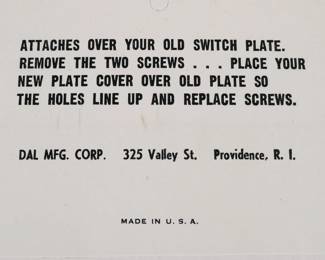 ATTACHES OVER YOUR OLD SWITCH PLATE.
REMOVE THE TWO SCREWS . . . PLACE YOUR
NEW PLATE COVER OVER OLD PLATE SO
THE HOLES LINE UP AND REPLACE SCREWS.
DAL MFG. CORP. 325 Valley St. Providence, R. I.
MADE IN U. S. A.